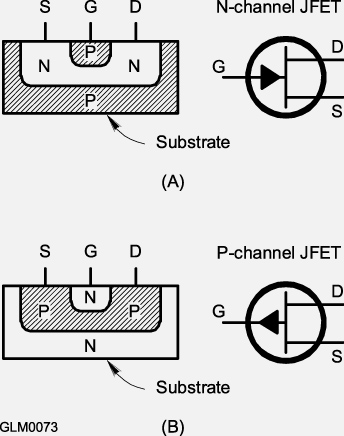 S G D
N-channel JFET
P
N N
P
D
G
S
Substrate
(A)
S G D
P-channel JFET
N
P P
N
D
G
S
Substrate
GLM0073
(B)